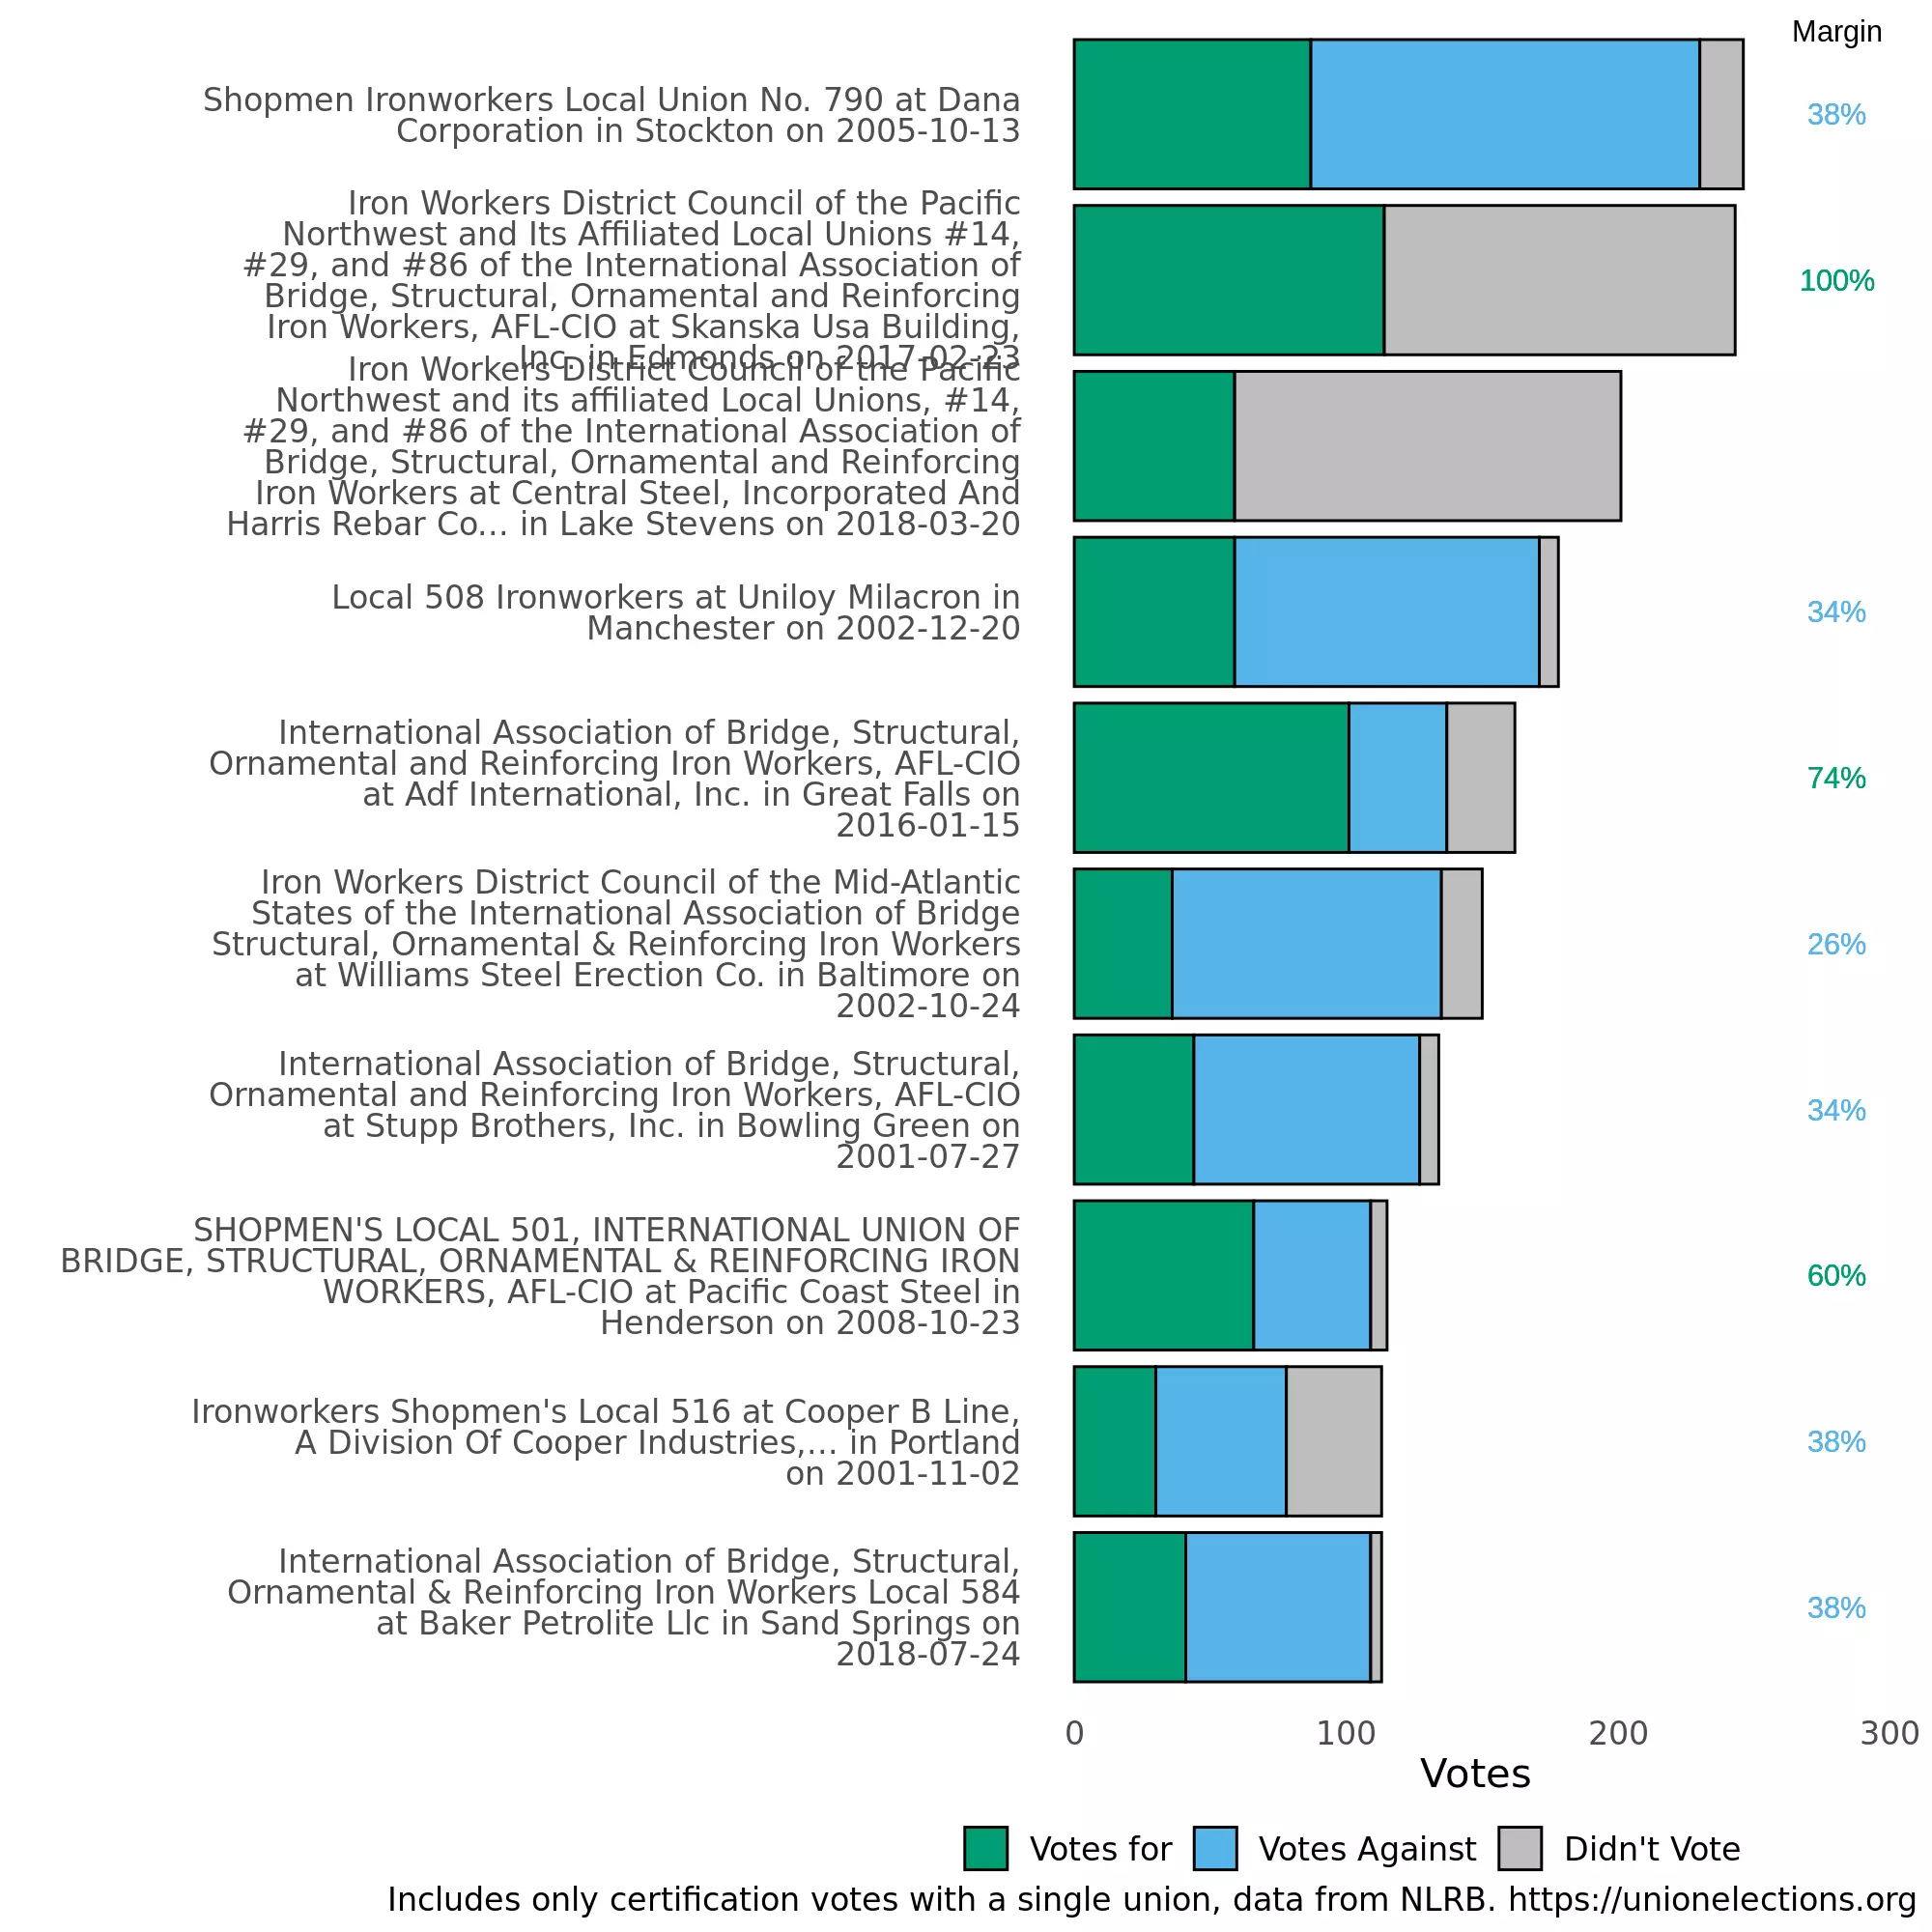 Margin
Shopmen Ironworkers Local Union No. 790 at Dana
Corporation in Stockton on 2005-10-13
38%
Iron Workers District Council of the Pacific
Northwest and Its Affiliated Local Unions #14,
#29, and #86 of the International Association of
Bridge, Structural, Ornamental and Reinforcing
Iron Workers, AFL-CIO at Skanska Usa Building,
Inc. in Edmonds on 2017-02-23
100%
Iron Workers District Council of the Pacific
Northwest and its affiliated Local Unions, #14,
#29, and #86 of the International Association of
Bridge, Structural, Ornamental and Reinforcing
Iron Workers at Central Steel, Incorporated And
Harris Rebar Co... in Lake Stevens on 2018-03-20
Local 508 Ironworkers at Uniloy Milacron in
Manchester on 2002-12-20
34%
International Association of Bridge, Structural,
Ornamental and Reinforcing Iron Workers, AFL-CIO
at Adf International, Inc. in Great Falls on
2016-01-15
74%
Iron Workers District Council of the Mid-Atlantic
States of the International Association of Bridge
Structural, Ornamental & Reinforcing Iron Workers
at Williams Steel Erection Co. in Baltimore on
2002-10-24
26%
International Association of Bridge, Structural,
Ornamental and Reinforcing Iron Workers, AFL-CIO
at Stupp Brothers, Inc. in Bowling Green on
2001-07-27
34%
SHOPMEN'S LOCAL 501, INTERNATIONAL UNION OF
BRIDGE, STRUCTURAL, ORNAMENTAL & REINFORCING IRON
WORKERS, AFL-CIO at Pacific Coast Steel in
Henderson on 2008-10-23
60%
Ironworkers Shopmen's Local 516 at Cooper B Line,
A Division Of Cooper Industries,... in Portland
on 2001-11-02
38%
International Association of Bridge, Structural,
Ornamental & Reinforcing Iron Workers Local 584
at Baker Petrolite Llc in Sand Springs on
2018-07-24
38%
0 100 200 300
Votes
Votes for Votes Against Didn't Vote
Includes only certification votes with a single union, data from NLRB. https://unionelections.org